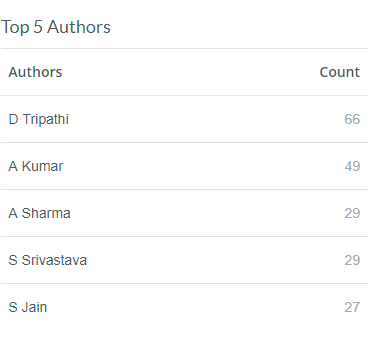 Top 5 Authors
Authors Count
D Tripathi 66
A Kumar 49
A Sharma 29
S Srivastava 29
S Jain 27